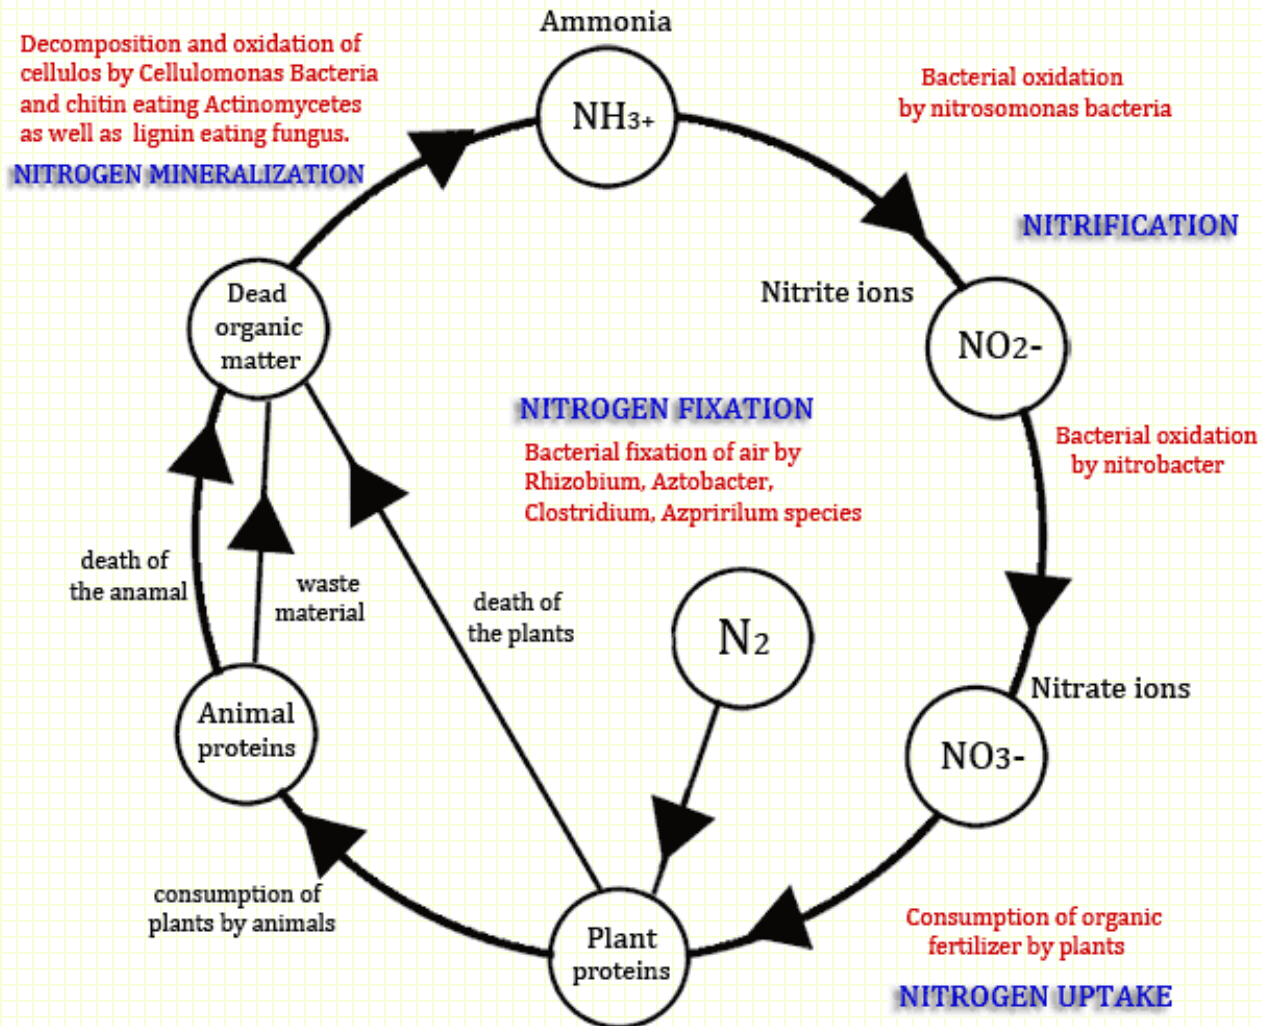 Ammonia
NH3+
Decomposition and oxidation of
cellulos by Cellulomonas Bacteria
and chitin eating Actinomycetes
as well as lignin eating fungus.
NITROGEN MINERALIZATION
Bacterial oxidation
by nitrosomonas bacteria
NITRIFICATION
Nitrite ions
NO2-
Dead
organic
matter
NITROGEN FIXATION
Bacterial fixation of air by
Rhizobium, Aztobacter,
Clostridium, Azpririlum species
Bacterial oxidation
by nitrobacter
death of
the anamal
waste
material
death of
the plants
N2
Nitrate ions
NO3-
Animal
proteins
consumption of
plants by animals
Plant
proteins
Consumption of organic
fertilizer by plants
NITROGEN UPTAKE